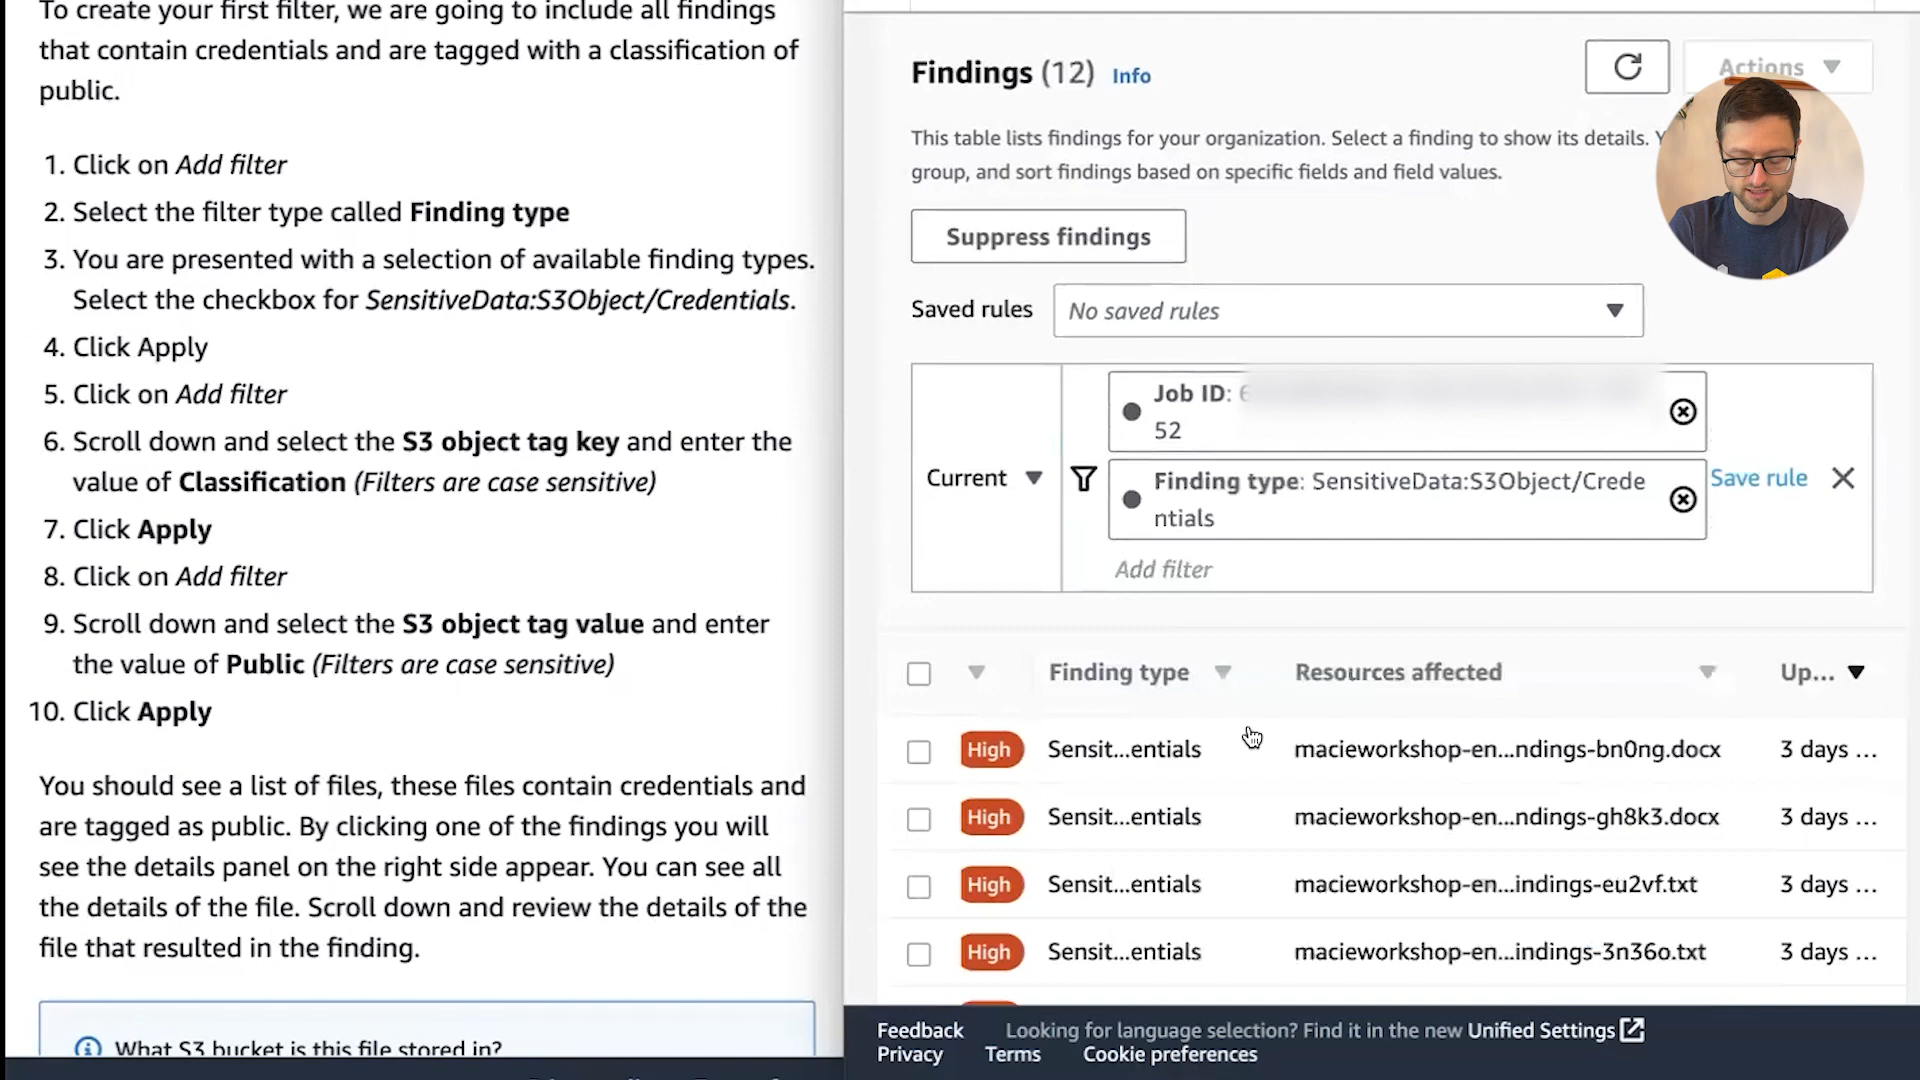 To create your first filter, we are going to include all findings
that contain credentials and are tagged with a classification of
public.
1. Click on Add filter
2. Select the filter type called Finding type
3. You are presented with a selection of available finding types.
Select the checkbox for SensitiveData:S3Object/Credentials.
4. Click Apply
5. Click on Add filter
6. Scroll down and select the S3 object tag key and enter the
value of Classification (Filters are case sensitive)
7. Click Apply
8. Click on Add filter
9. Scroll down and select the S3 object tag value and enter
the value of Public (Filters are case sensitive)
10. Click Apply
You should see a list of files, these files contain credentials and
are tagged as public. By clicking one of the findings you will
see the details panel on the right side appear. You can see all
the details of the file. Scroll down and review the details of the
file that resulted in the finding.
What S3 bucket is this file stored in?
Findings (12) Info
Actions
This table lists findings for your organization. Select a finding to show its details.
group, and sort findings based on specific fields and field values.
Suppress findings
Saved rules
No saved rules
Current
Job ID: 6
52
Finding type: SensitiveData:S3Object/Crede
ntials
Save rule
Add filter
Finding type Resources affected Up...
High Sensit...entials macieworkshop-en...ndings-bn0ng.docx 3 days ...
High Sensit...entials macieworkshop-en...ndings-gh8k3.docx 3 days ...
High Sensit...entials macieworkshop-en...indings-eu2vf.txt 3 days ...
High Sensit...entials macieworkshop-en...indings-3n36o.txt 3 days ...
Feedback Looking for language selection? Find it in the new Unified Settings
Privacy Terms Cookie preferences